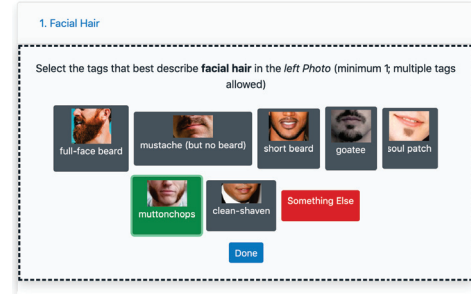 1. Facial Hair
Select the tags that best describe facial hair in the left Photo (minimum 1; multiple tags
allowed)
full-face beard
mustache (but no beard)
short beard
goatee
soul patch
muttonchops
clean-shaven
Something Else
Done